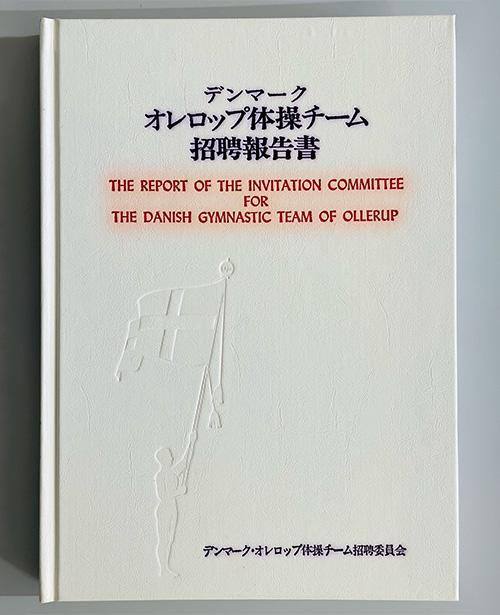 デンマーク
オレロップ体操チーム
招聘報告書
THE REPORT OF THE INVITATION COMMITTEE
FOR
THE DANISH GYMNASTIC TEAM OF OLLERUP
デンマーク・オレロップ体操チーム招聘委員会